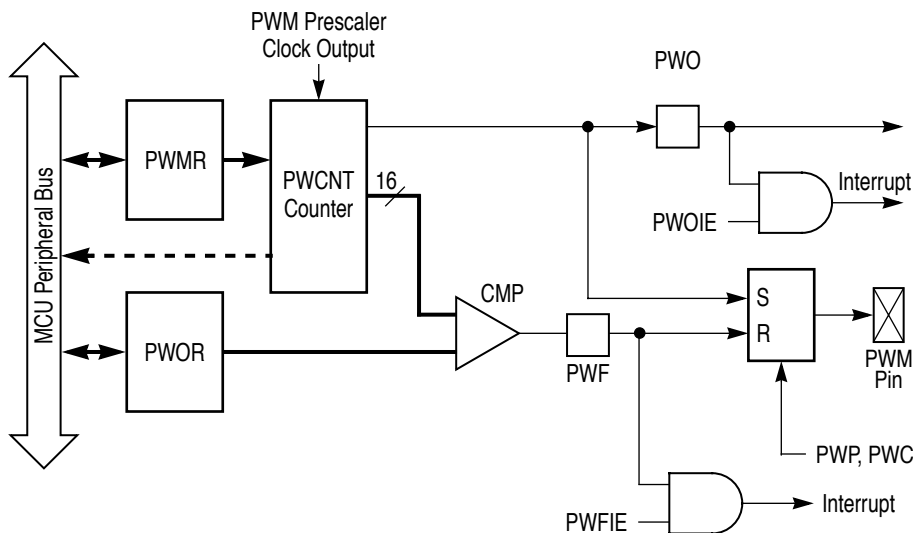 PWM Prescaler
Clock Output
PWO
MCU Peripheral Bus
PWMR
PWCNT
Counter
16
Interrupt
PWOIE
CMP
S
R
PWOR
PWF
PWM
Pin
PWP, PWC
PWFIE
Interrupt